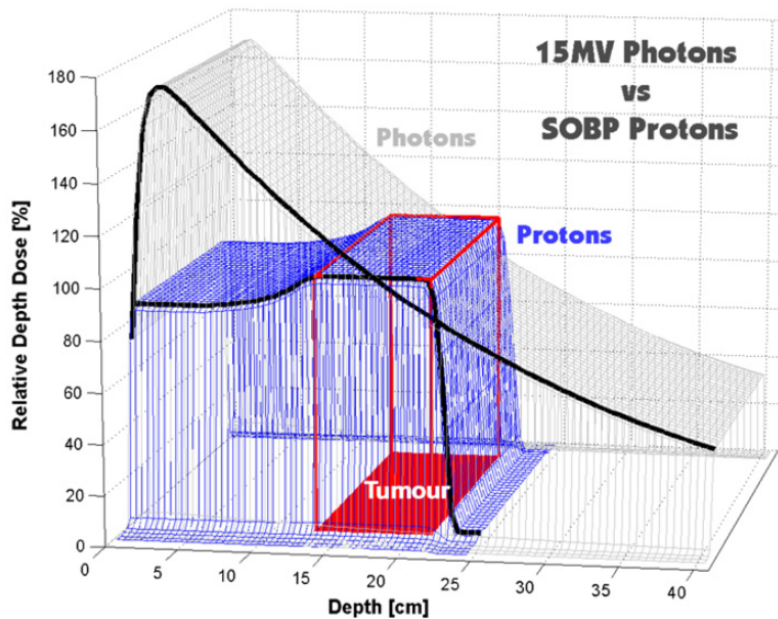 15MV Photons
vs
SOBP Protons
Photons
Protons
Tumour
Relative Depth Dose [%]
180
160
140
120
100
80
60
40
20
0
0
5
10
15
20
25
30
35
40
Depth [cm]